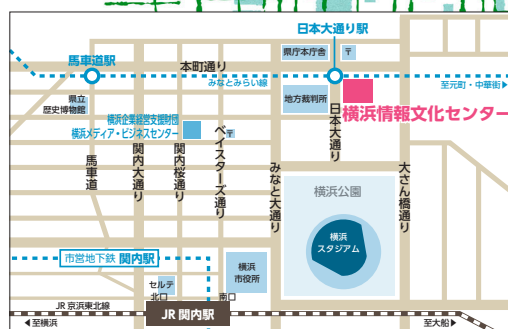 日本大通り駅
県庁本庁舎
〒
馬車道駅
本町通り
みなとみらい線
至元町・中華街▶
県立
歴史博物館
地方裁判所
日本大通り
横浜情報文化センター
横浜企業経営支援財団
横浜メディア・ビジネスセンター
〒
馬車道
関内大通り
関内桜通り
ベイスターズ通り
みなと大通り
大さん橋通り
横浜公園
横浜
スタジアム
市営地下鉄 関内駅
横浜
市役所
セルテ
北口
南口
JR 京浜東北線
JR 関内駅
◀至横浜
至大船▶